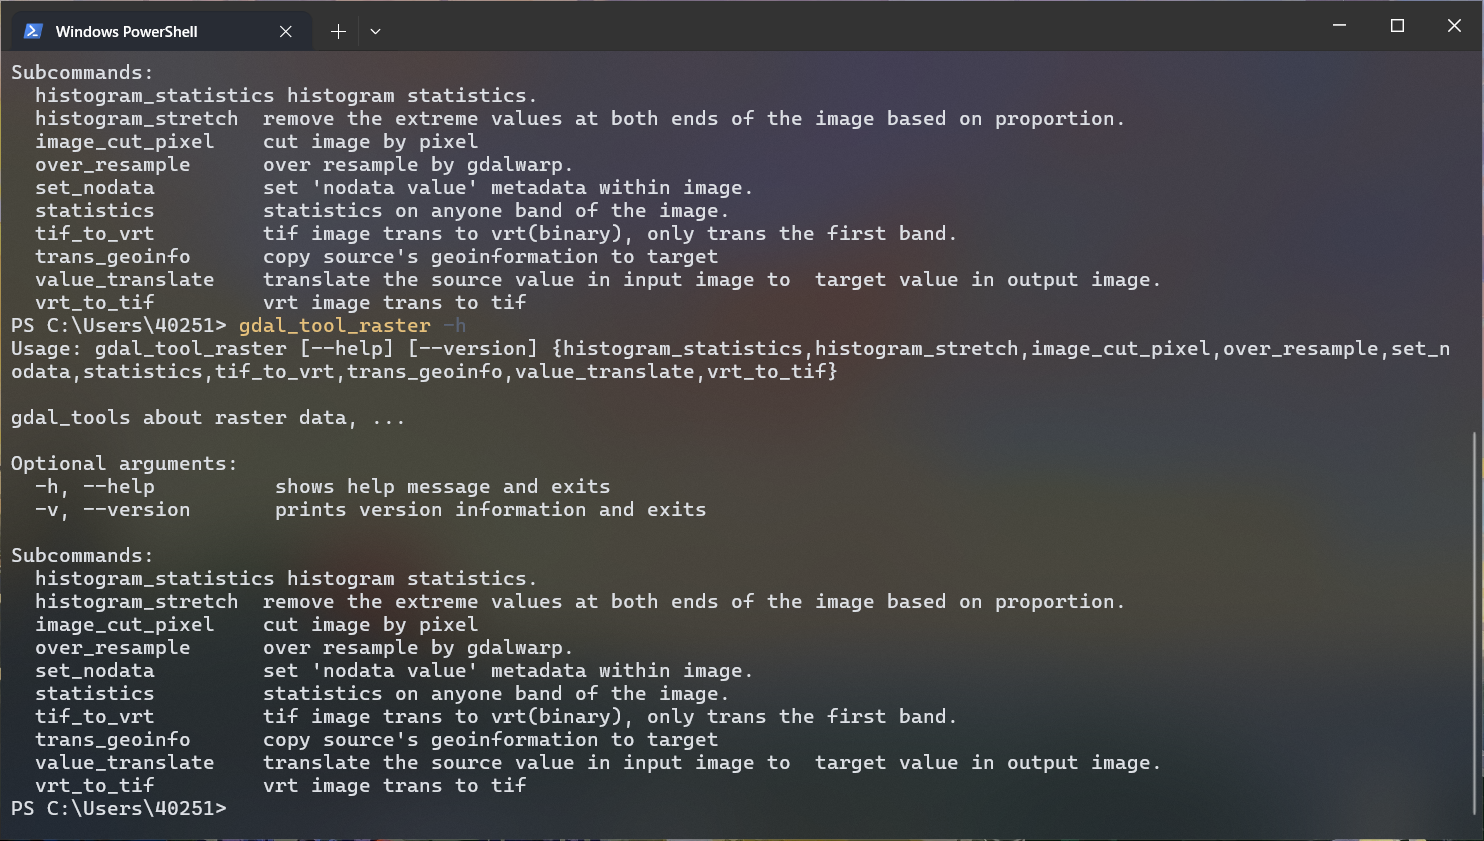 Windows PowerShell
Subcommands:
  histogram_statistics histogram statistics.
  histogram_stretch  remove the extreme values at both ends of the image based on proportion.
  image_cut_pixel    cut image by pixel
  over_resample      over resample by gdalwarp.
  set_nodata         set 'nodata value' metadata within image.
  statistics         statistics on anyone band of the image.
  tif_to_vrt         tif image trans to vrt(binary), only trans the first band.
  trans_geoinfo      copy source's geoinformation to target
  value_translate    translate the source value in input image to  target value in output image.
  vrt_to_tif         vrt image trans to tif
PS C:\Users\40251> gdal_tool_raster -h
Usage: gdal_tool_raster [--help] [--version] {histogram_statistics,histogram_stretch,image_cut_pixel,over_resample,set_n
odata,statistics,tif_to_vrt,trans_geoinfo,value_translate,vrt_to_tif}

gdal_tools about raster data, ...

Optional arguments:
  -h, --help          shows help message and exits
  -v, --version       prints version information and exits

Subcommands:
  histogram_statistics histogram statistics.
  histogram_stretch  remove the extreme values at both ends of the image based on proportion.
  image_cut_pixel    cut image by pixel
  over_resample      over resample by gdalwarp.
  set_nodata         set 'nodata value' metadata within image.
  statistics         statistics on anyone band of the image.
  tif_to_vrt         tif image trans to vrt(binary), only trans the first band.
  trans_geoinfo      copy source's geoinformation to target
  value_translate    translate the source value in input image to  target value in output image.
  vrt_to_tif         vrt image trans to tif
PS C:\Users\40251>